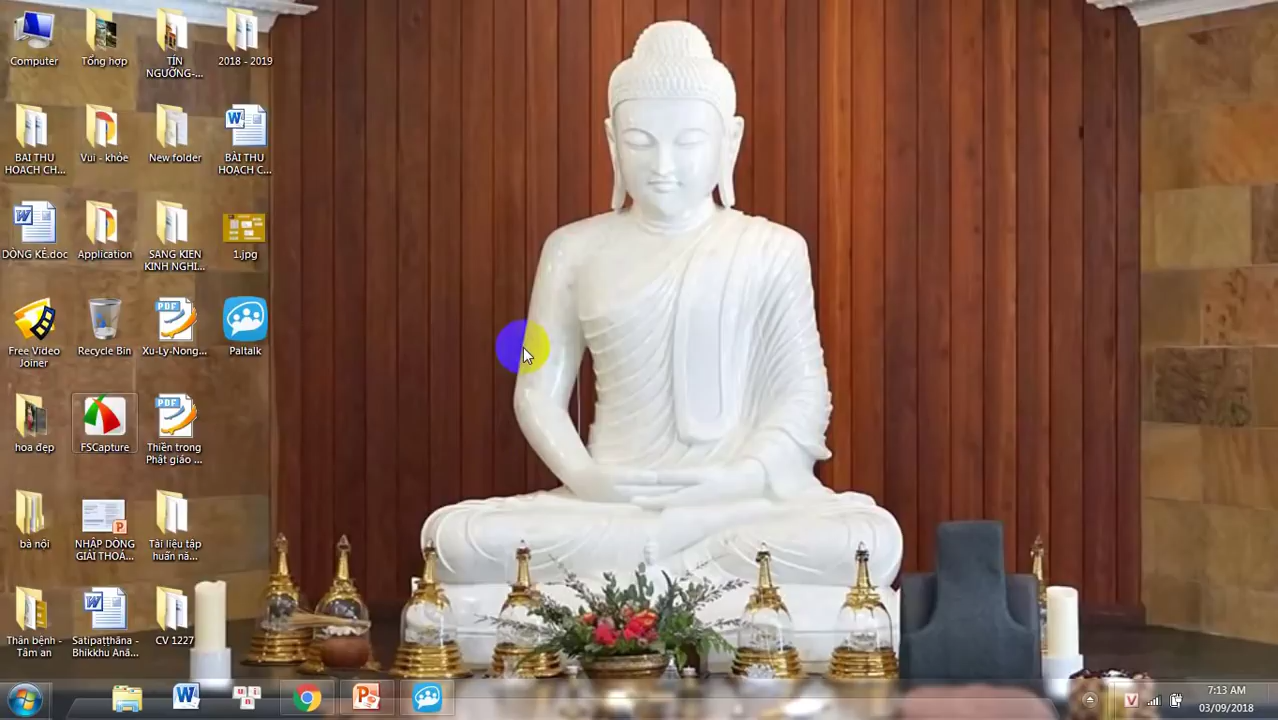 Computer
Tổng hợp
TÍN
NGƯỠNG-...
2018 - 2019
BAI THU
HOẠCH CH...
Vui - khỏe
New folder
BÀI THU
HOẠCH C...
DÒNG KẺ.doc
Application
SANG KIEN
KINH NGHI...
1.jpg
Free Video
Joiner
Recycle Bin
Xu-Ly-Nong...
Paltalk
hoa đẹp
FSCapture
Thiền trong
Phật giáo ...
bà nội
NHẬP DÒNG
GIẢI THOÁ...
Tài liệu tập
huấn nă...
Thân bệnh -
Tâm an
Satipaṭṭhāna -
Bhikkhu Anā...
CV 1227
7:13 AM
03/09/2018